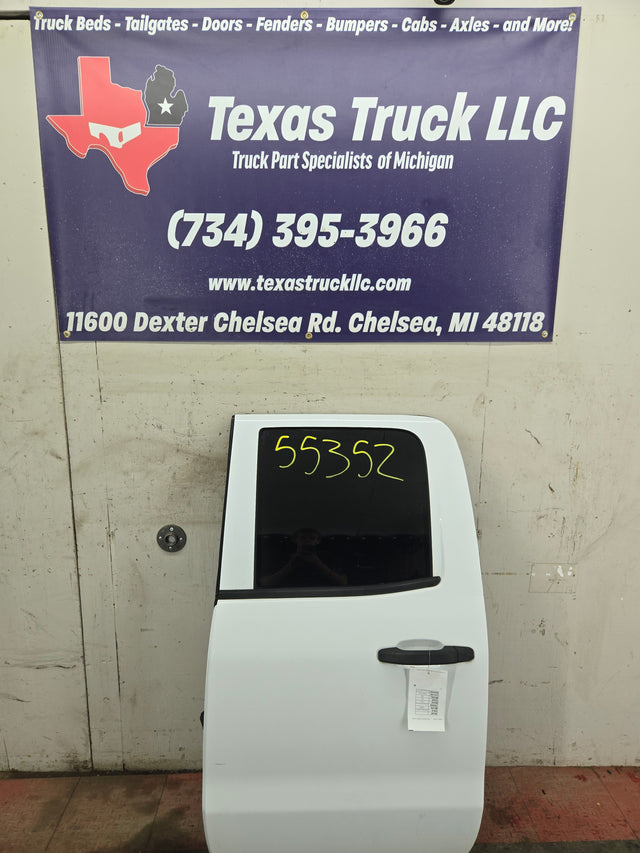 Truck Beds - Tailgates - Doors - Fenders - Bumpers - Cabs - Axles - and More!
Texas Truck LLC
Truck Part Specialists of Michigan
(734) 395-3966
www.texastruckllc.com
11600 Dexter Chelsea Rd. Chelsea, MI 48118
55352